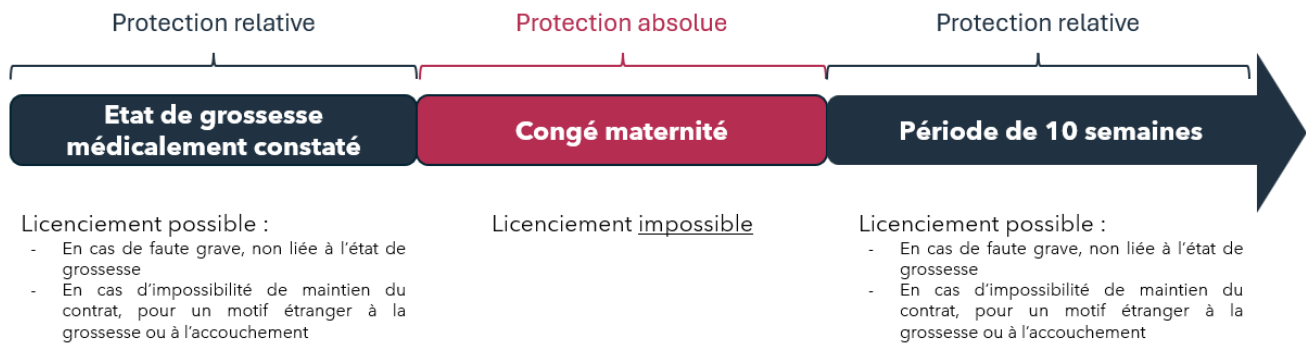 Protection relative
Protection absolue
Protection relative
Etat de grossesse
médicalement constaté
Congé maternité
Période de 10 semaines
Licenciement possible :
- En cas de faute grave, non liée à l'état de
grossesse
- En cas d'impossibilité de maintien du
contrat, pour un motif étranger à la
grossesse ou à l'accouchement
Licenciement impossible
Licenciement possible :
- En cas de faute grave, non liée à l'état de
grossesse
- En cas d'impossibilité de maintien du
contrat, pour un motif étranger à la
grossesse ou à l'accouchement